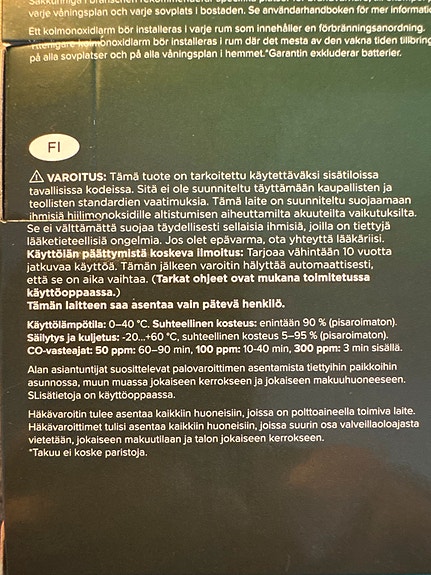 varje våningsplan och varje sovplats i bostaden. Se användarhandboken för mer
Ett kolmonoxidlarm bör installeras i varje rum som innehåller en förbränningsanordning.
Ytterligare kolmonoxidlarm bör installeras i rum där det mesta av den vakna tiden
på alla sovplatser och på alla våningsplan i hemmet.*Garantin exkluderar batterier.
FI
⚠ VAROITUS: Tämä tuote on tarkoitettu käytettäväksi sisätiloissa
tavallisissa kodeissa. Sitä ei ole suunniteltu täyttämään kaupallisten ja
teollisten standardien vaatimuksia. Tämä laite on suunniteltu suojaamaan
ihmisiä hiilimonoksidille altistumisen aiheuttamilta akuuteilta vaikutuksilta.
Se ei välttämättä suojaa täydellisesti sellaisia ihmisiä, joilla on tiettyjä
lääketieteellisiä ongelmia. Jos olet epävarma, ota yhteyttä lääkäriisi.
Käyttöiän päättymistä koskeva ilmoitus: Tarjoaa vähintään 10 vuotta
jatkuvaa käyttöä. Tämän jälkeen varoitin hälyttää automaattisesti,
että se on aika vaihtaa. (Tarkat ohjeet ovat mukana toimitetussa
käyttöoppaassa.)
Tämän laitteen saa asentaa vain pätevä henkilö.
Käyttölämpötila: 0–40 °C. Suhteellinen kosteus: enintään 90 % (pisaroimaton).
Säilytys ja kuljetus: -20...+60 °C, suhteellinen kosteus 5–95 % (pisaroimaton).
CO-vasteajat: 50 ppm: 60–90 min, 100 ppm: 10-40 min, 300 ppm: 3 min sisällä.
Alan asiantuntijat suosittelevat palovaroittimen asentamista tiettyihin paikkoihin
asunnossa, muun muassa jokaiseen kerrokseen ja jokaiseen makuuhuoneeseen.
SLisätietoja on käyttöoppaassa.
Häkävaroitin tulee asentaa kaikkiin huoneisiin, joissa on polttoaineella toimiva laite.
Häkävaroittimet tulisi asentaa kaikkiin huoneisiin, joissa suurin osa valveillaoloajasta
vietetään, jokaiseen makuutilaan ja talon jokaiseen kerrokseen.
*Takuu ei koske paristoja.